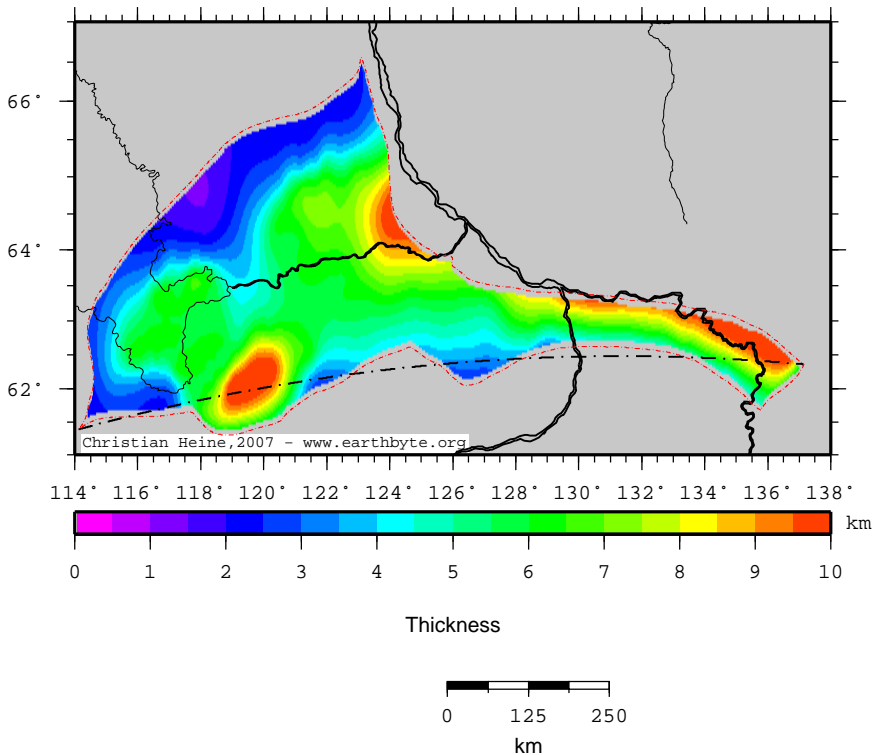 66°
64°
62°
Christian Heine,2007 - www.earthbyte.org
114° 116° 118° 120° 122° 124° 126° 128° 130° 132° 134° 136° 138°
km
0 1 2 3 4 5 6 7 8 9 10
Thickness
0 125 250
km